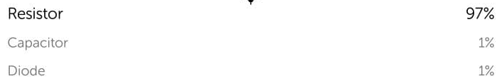 Resistor 97%
Capacitor 1%
Diode 1%